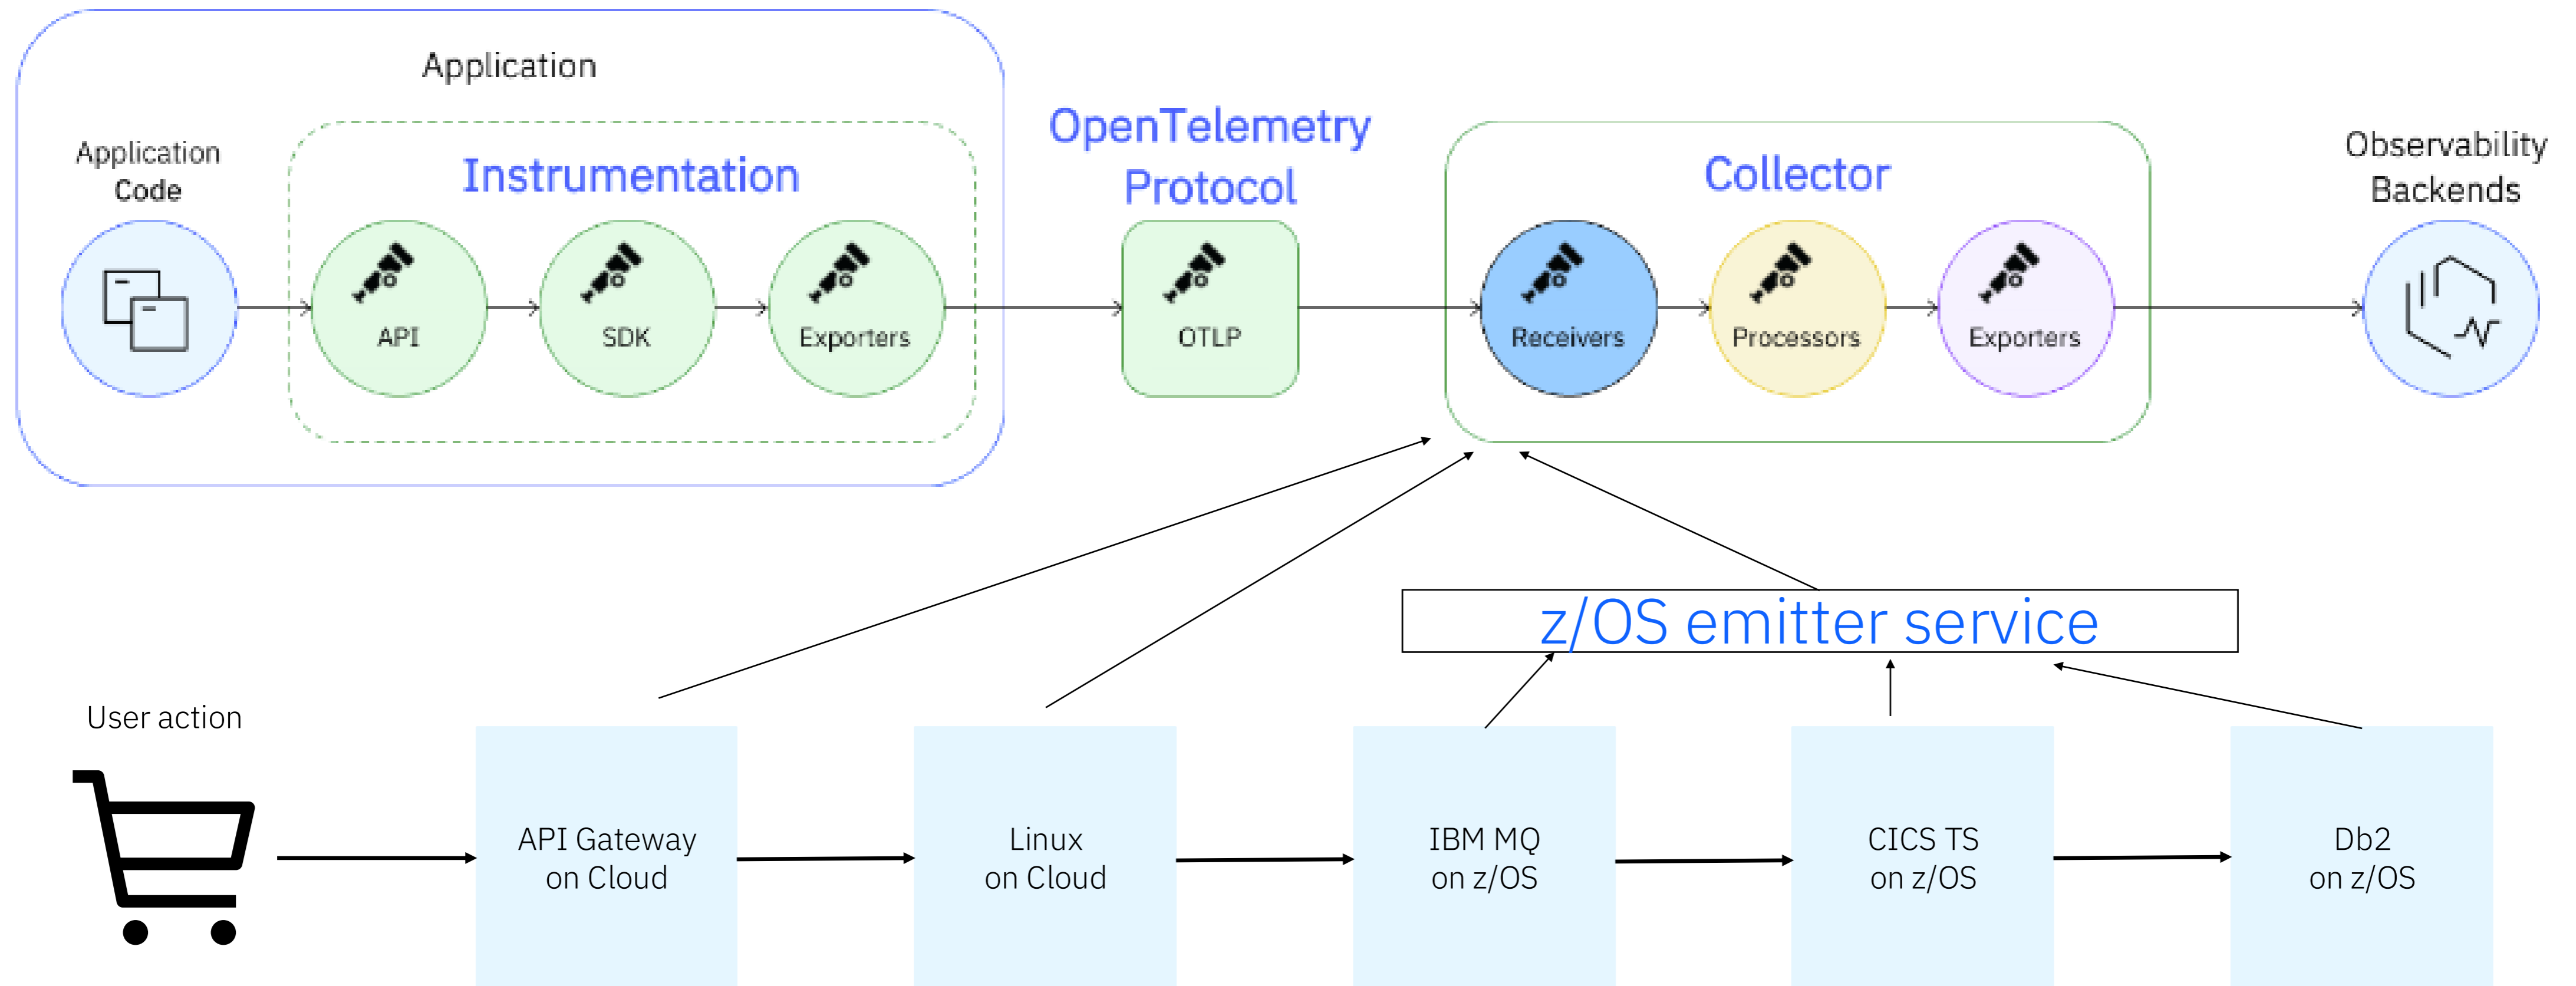 Application
Application
Code
Instrumentation
API
SDK
Exporters
OpenTelemetry
Protocol
OTLP
Collector
Receivers
Processors
Exporters
Observability
Backends
z/OS emitter service
User action
API Gateway
on Cloud
Linux
on Cloud
IBM MQ
on z/OS
CICS TS
on z/OS
Db2
on z/OS